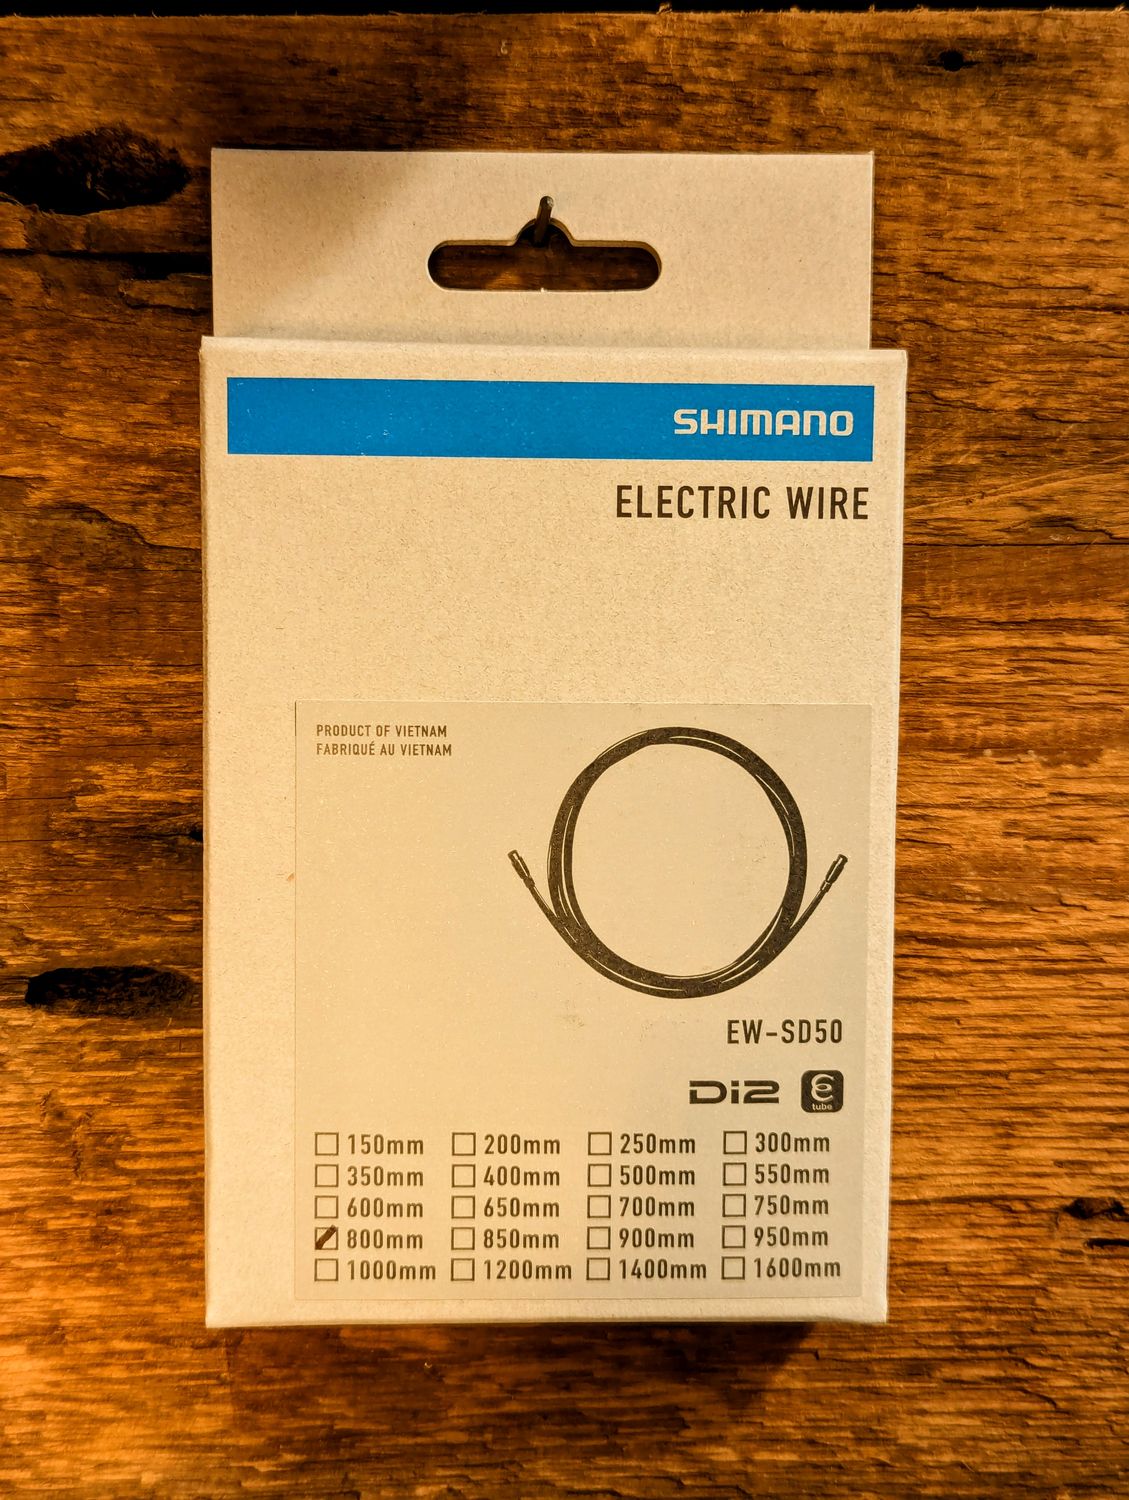 SHIMANO
ELECTRIC WIRE
PRODUCT OF VIETNAM
FABRIQUÉ AU VIETNAM
EW-SD50
Di2 tube
150mm 200mm 250mm 300mm
350mm 400mm 500mm 550mm
600mm 650mm 700mm 750mm
800mm 850mm 900mm 950mm
1000mm 1200mm 1400mm 1600mm